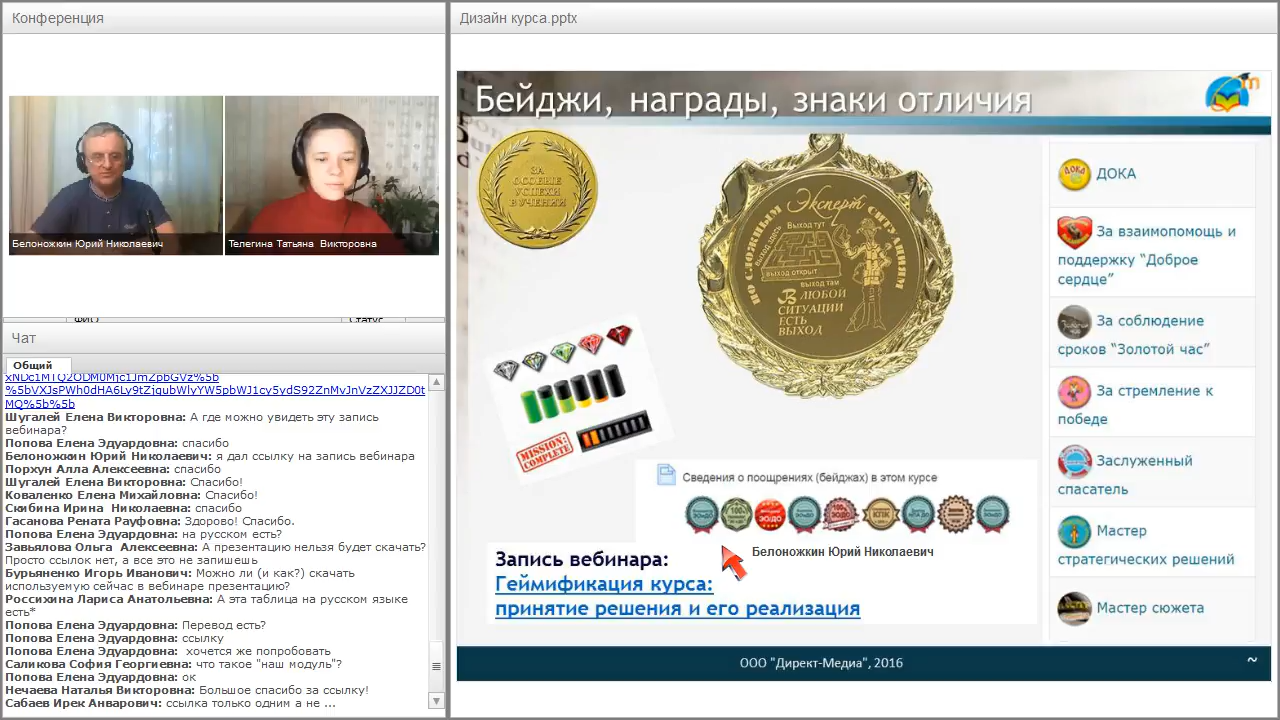 Конференция
Белоножкин Юрий Николаевич
Телегина Татьяна Викторовна
ФИО
Статус
Чат
Общий
MQ%5b%5b
Шугалей Елена Викторовна: А где можно увидеть эту запись
вебинара?
Попова Елена Эдуардовна: спасибо
Белоножкин Юрий Николаевич: я дал ссылку на запись вебинара
Порхун Алла Алексеевна: спасибо
Шугалей Елена Викторовна: Спасибо!
Коваленко Елена Михайловна: Спасибо!
Скибина Ирина Николаевна: спасибо
Гасанова Рената Рауфовна: Здорово! Спасибо.
Попова Елена Эдуардовна: на русском есть?
Завьялова Ольга Алексеевна: А презентацию нельзя будет скачать?
Просто ссылок нет, а все это не запишешь
Бурьяненко Игорь Иванович: Можно ли (и как?) скачать
используемую сейчас в вебинаре презентацию?
Россихина Лариса Анатольевна: А эта таблица на русском языке
есть*
Попова Елена Эдуардовна: Перевод есть?
Попова Елена Эдуардовна: ссылку
Попова Елена Эдуардовна: хочется же попробовать
Саликова София Георгиевна: что такое "наш модуль"?
Попова Елена Эдуардовна: ок
Нечаева Наталья Викторовна: Большое спасибо за ссылку!
Сабаев Ирек Анварович: ссылка только одним а не ...
Дизайн курса.pptx
Бейджи, награды, знаки отличия
ЗА
ОСОБЫЕ
УСПЕХИ
В УЧЕНИИ
Эксперт
ПО СЛОЖНЫМ СИТУАЦИЯМ
Выход тут
Выход здесь
выход открыт
выход там
В ЛЮБОЙ
СИТУАЦИИ
ЕСТЬ
ВЫХОД
MISSION:
COMPLETE
Сведения о поощрениях (бейджах) в этом курсе
Белоножкин Юрий Николаевич
Запись вебинара:
Геймификация курса:
принятие решения и его реализация
ДОКА
За взаимопомощь и
поддержку “Доброе
сердце”
За соблюдение
сроков “Золотой час”
За стремление к
победе
Заслуженный
спасатель
Мастер
стратегических решений
Мастер сюжета
ООО "Директ-Медиа", 2016
~